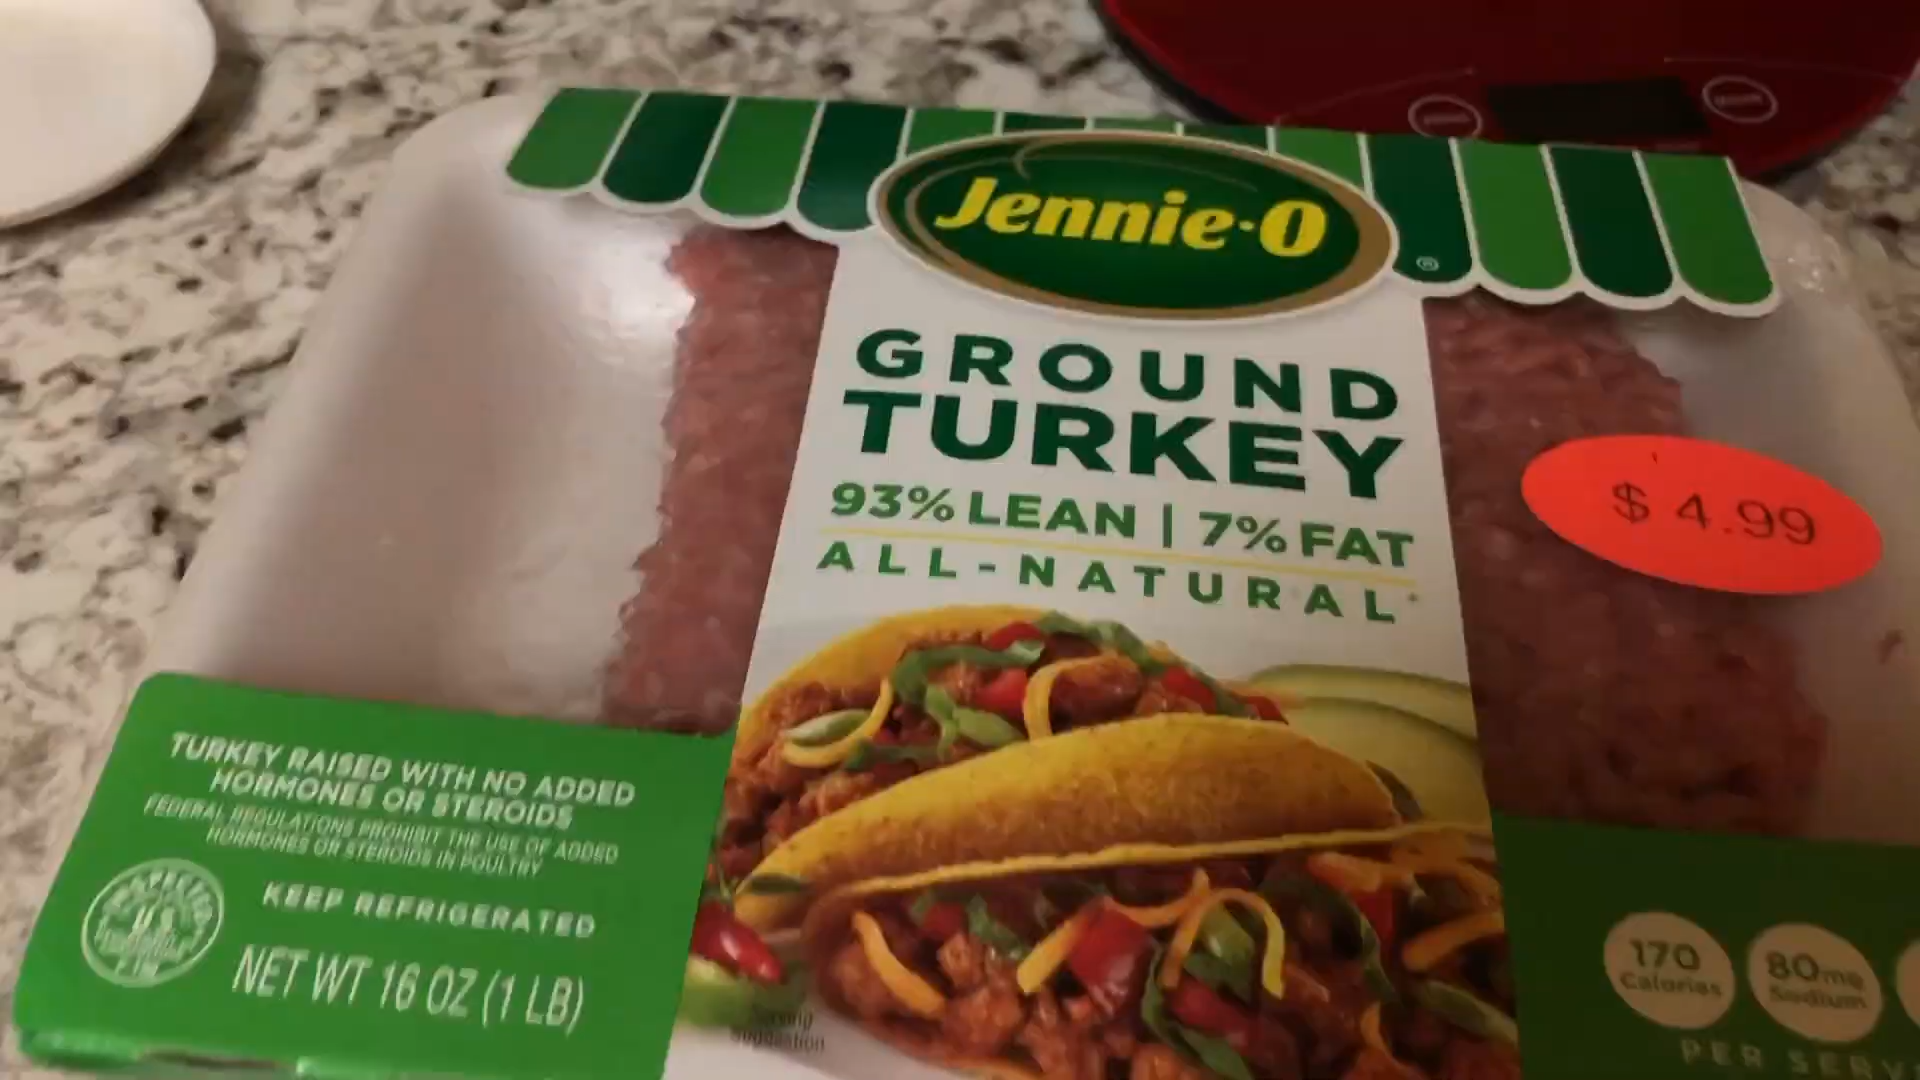 Jennie-O
®
GROUND
TURKEY
93% LEAN | 7% FAT
ALL-NATURAL*
$ 4.99
TURKEY RAISED WITH NO ADDED
HORMONES OR STEROIDS
FEDERAL REGULATIONS PROHIBIT THE USE OF ADDED
HORMONES OR STEROIDS IN POULTRY
KEEP REFRIGERATED
NET WT 16 OZ (1 LB)
INSPECTED
U.S.
Serving
Suggestion
170
Calories
80mg
Sodium
PER SERV